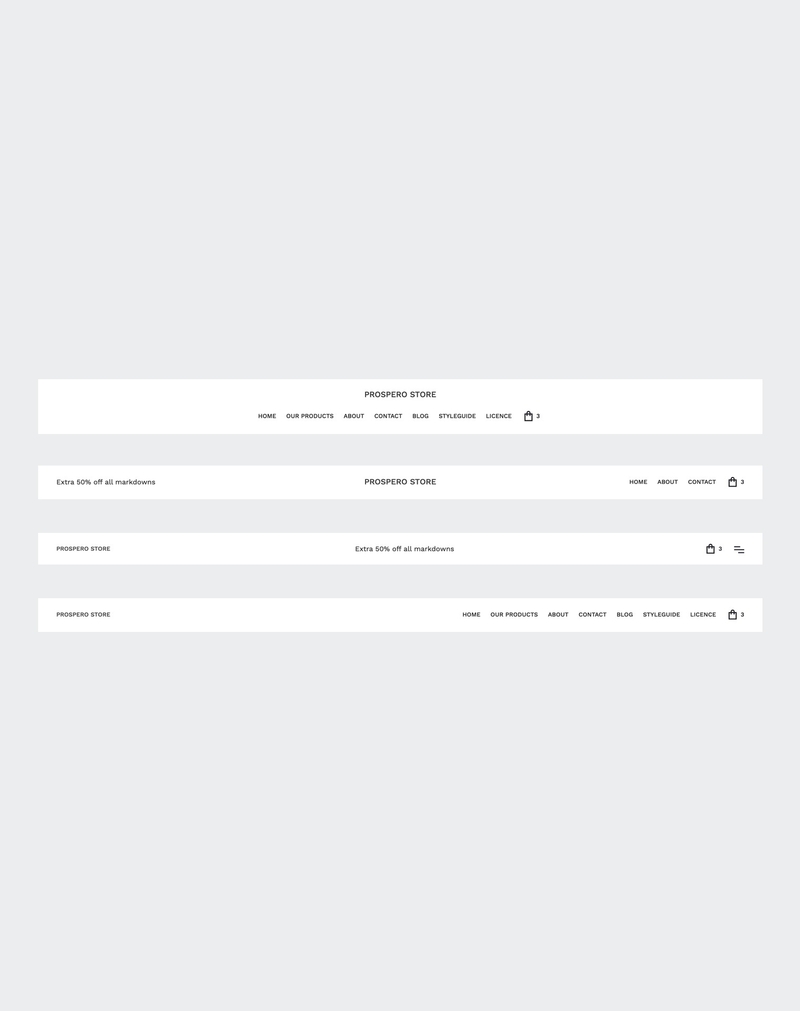 PROSPERO STORE
HOME OUR PRODUCTS ABOUT CONTACT BLOG STYLEGUIDE LICENCE 3
Extra 50% off all markdowns PROSPERO STORE HOME ABOUT CONTACT 3
PROSPERO STORE Extra 50% off all markdowns 3
PROSPERO STORE HOME OUR PRODUCTS ABOUT CONTACT BLOG STYLEGUIDE LICENCE 3